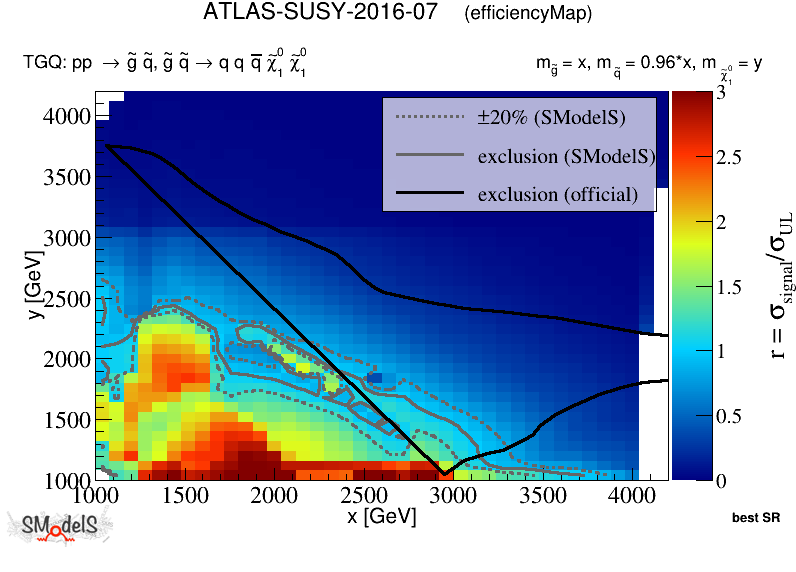 ATLAS-SUSY-2016-07 (efficiencyMap)
TGQ: pp → g̃ q̃, g̃ q̃ → q q q̅ χ̃₁⁰ χ̃₁⁰
m_g̃ = x, m_q̃ = 0.96*x, m_χ̃₁⁰ = y
±20% (SModelS)
exclusion (SModelS)
exclusion (official)
4000
3500
3000
2500
2000
1500
1000
y [GeV]
1000 1500 2000 2500 3000 3500 4000
x [GeV]
3
2.5
2
1.5
1
0.5
0
r = σ_signal/σ_UL
SModelS
best SR